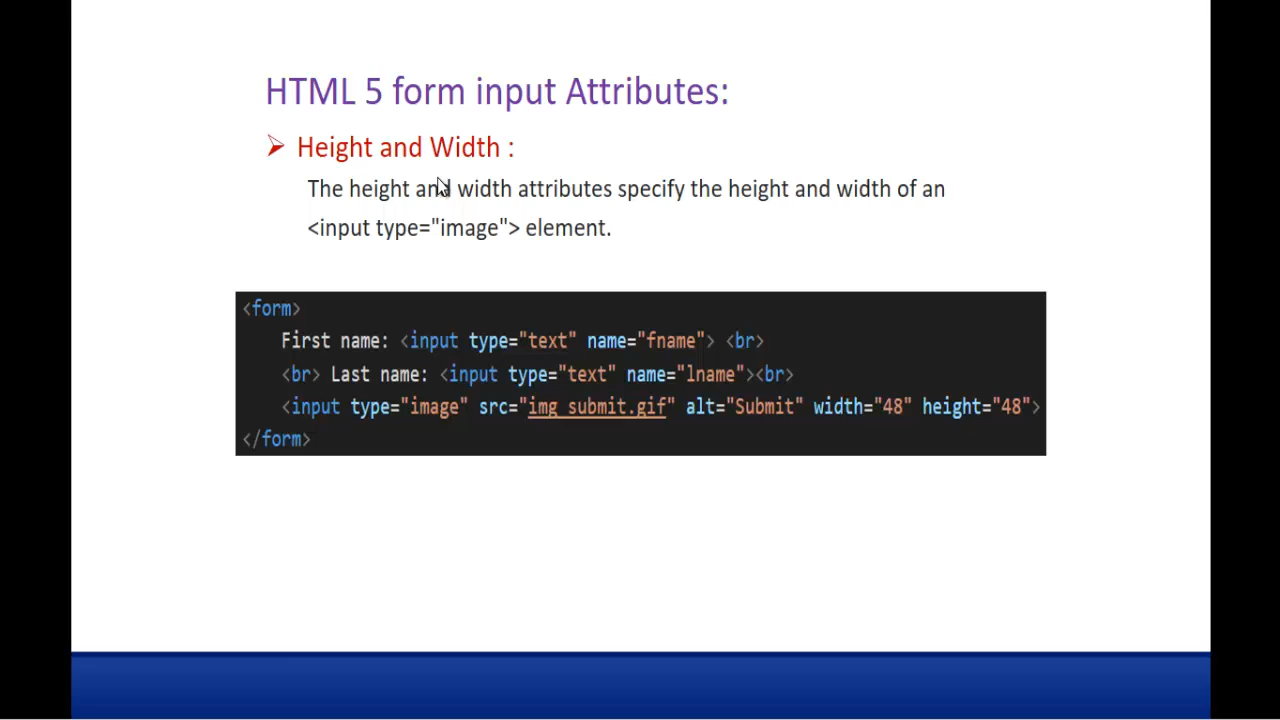 HTML 5 form input Attributes:
Height and Width :
The height and width attributes specify the height and width of an
<input type="image"> element.
<form>
First name: <input type="text" name="fname"> <br>
<br> Last name: <input type="text" name="lname"><br>
<input type="image" src="img_submit.gif" alt="Submit" width="48" height="48">
</form>